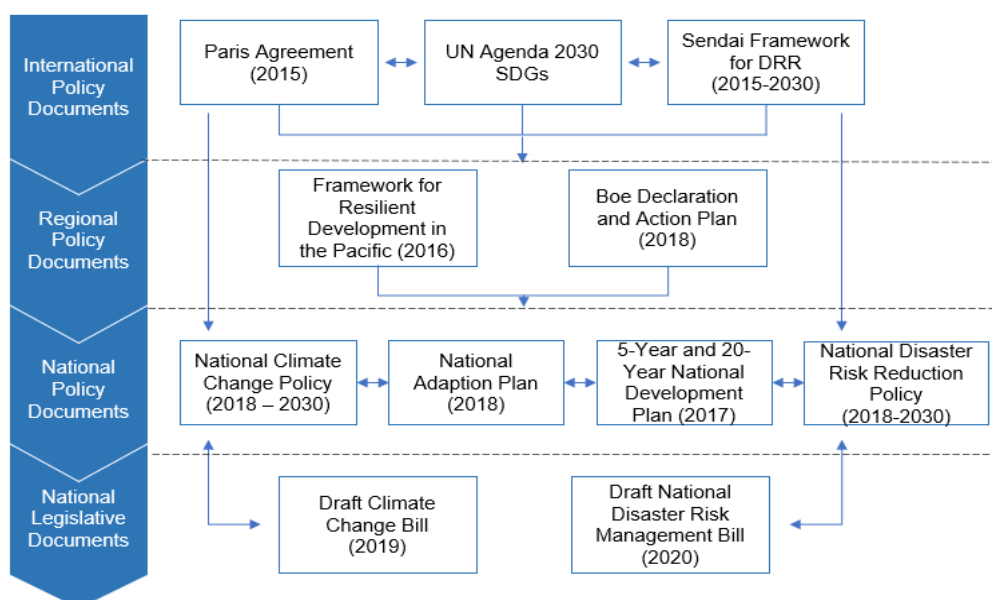 International
Policy
Documents
Paris Agreement
(2015)
UN Agenda 2030
SDGs
Sendai Framework
for DRR
(2015-2030)
Regional
Policy
Documents
Framework for
Resilient
Development in
the Pacific (2016)
Boe Declaration
and Action Plan
(2018)
National
Policy
Documents
National Climate
Change Policy
(2018 – 2030)
National
Adaption Plan
(2018)
5-Year and 20-
Year National
Development
Plan (2017)
National Disaster
Risk Reduction
Policy
(2018-2030)
National
Legislative
Documents
Draft Climate
Change Bill
(2019)
Draft National
Disaster Risk
Management Bill
(2020)